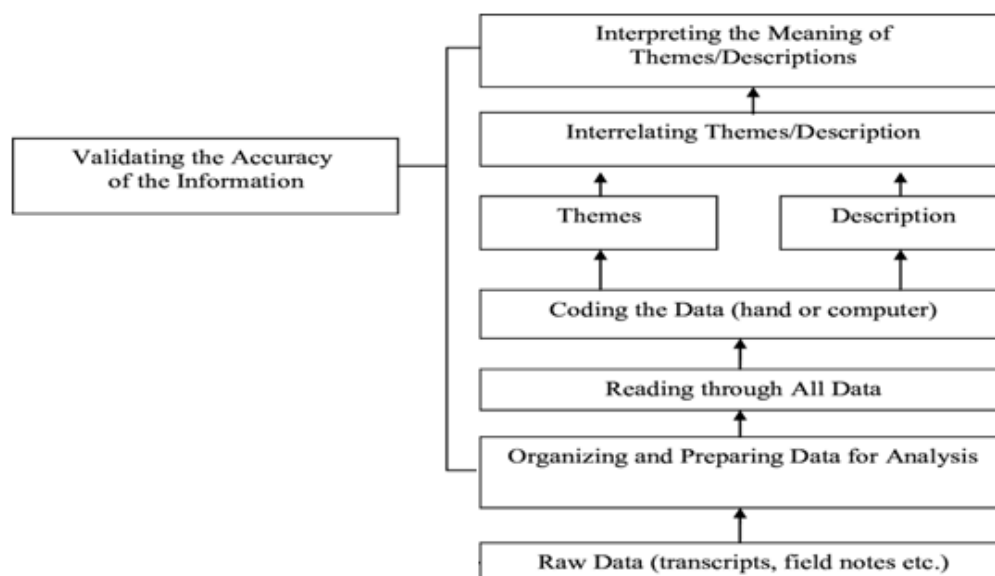 Interpreting the Meaning of
Themes/Descriptions
Interrelating Themes/Description
Validating the Accuracy
of the Information
Themes
Description
Coding the Data (hand or computer)
Reading through All Data
Organizing and Preparing Data for Analysis
Raw Data (transcripts, field notes etc.)